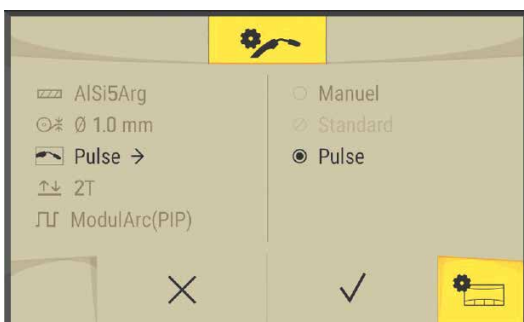 AlSi5Arg
Ø 1.0 mm
Pulse →
2T
ModulArc(PIP)
Manuel
Standard
Pulse